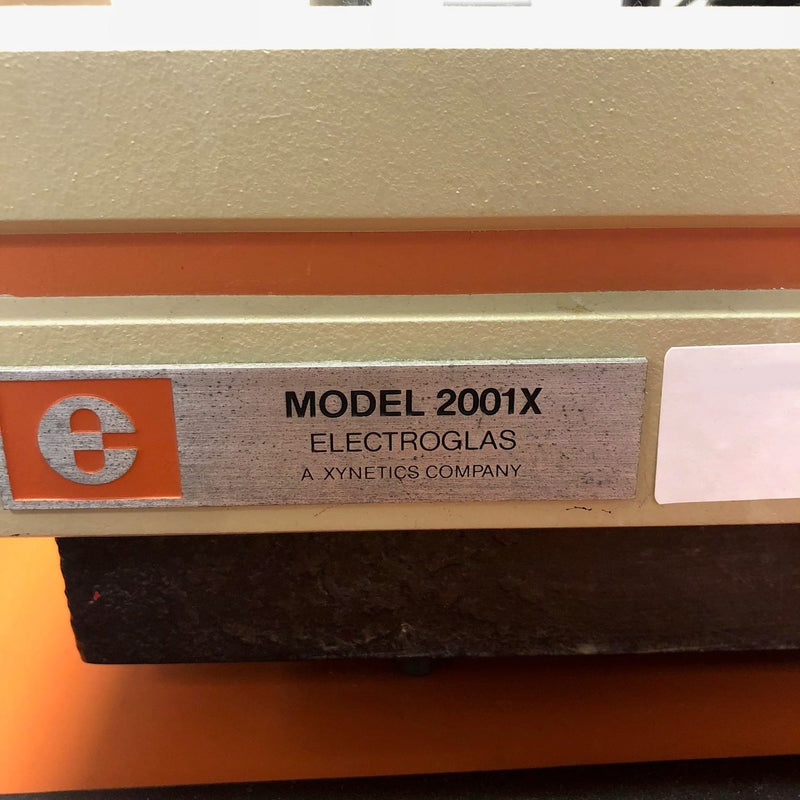 MODEL 2001X
ELECTROGLAS
A XYNETICS COMPANY